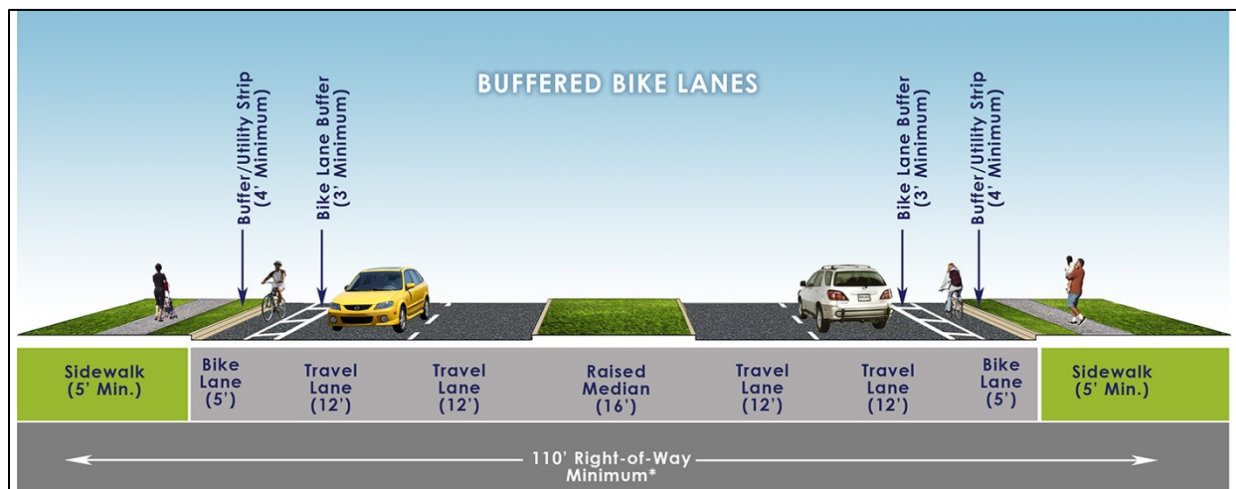 BUFFERED BIKE LANES
Buffer/Utility Strip
(4' Minimum)
Bike Lane Buffer
(3' Minimum)
Bike Lane Buffer
(3' Minimum)
Buffer/Utility Strip
(4' Minimum)
Sidewalk
(5' Min.)
Bike
Lane
(5')
Travel
Lane
(12')
Travel
Lane
(12')
Raised
Median
(16')
Travel
Lane
(12')
Travel
Lane
(12')
Bike
Lane
(5')
Sidewalk
(5' Min.)
110' Right-of-Way
Minimum*